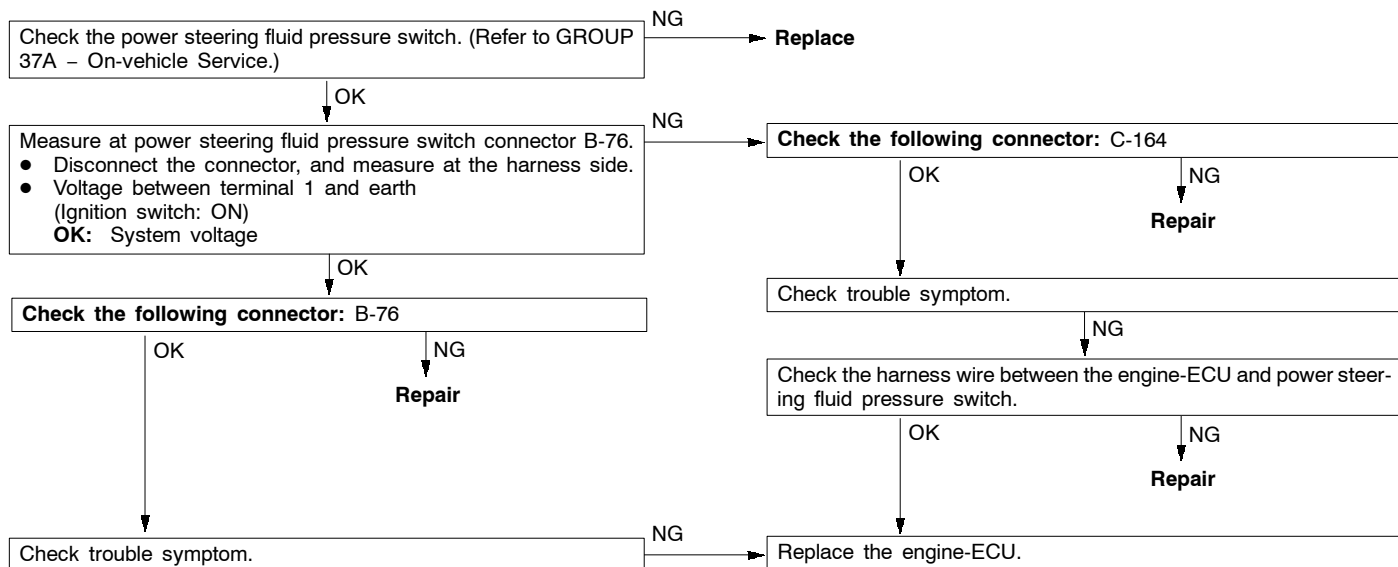 NG
Check the power steering fluid pressure switch. (Refer to GROUP
37A – On-vehicle Service.)
Replace
OK
Measure at power steering fluid pressure switch connector B-76.
● Disconnect the connector, and measure at the harness side.
● Voltage between terminal 1 and earth
(Ignition switch: ON)
OK: System voltage
NG
Check the following connector: C-164
OK
NG
Repair
OK
Check the following connector: B-76
OK
NG
Repair
Check trouble symptom.
NG
Check the harness wire between the engine-ECU and power steer-
ing fluid pressure switch.
OK
NG
Repair
Check trouble symptom.
NG
Replace the engine-ECU.